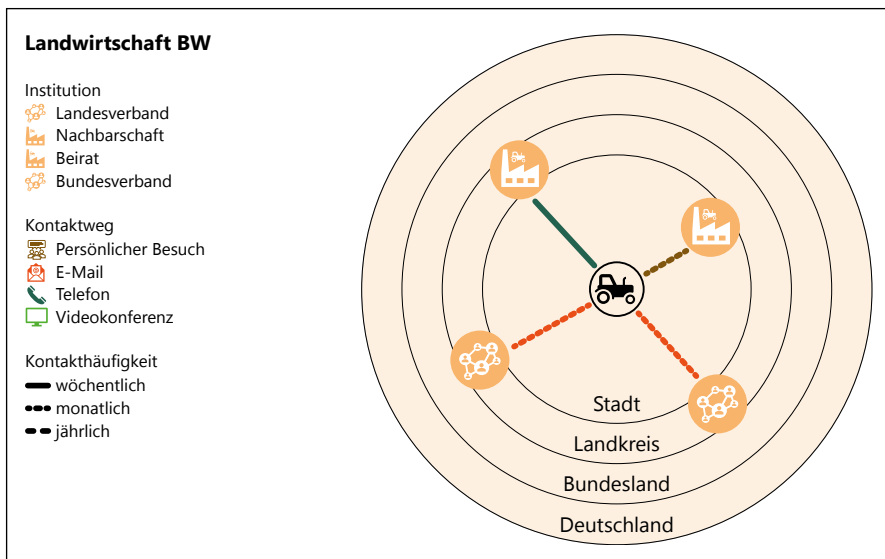 Landwirtschaft BW
Institution
Landesverband
Nachbarschaft
Beirat
Bundesverband
Kontaktweg
Persönlicher Besuch
E-Mail
Telefon
Videokonferenz
Kontakthäufigkeit
wöchentlich
monatlich
jährlich
Stadt
Landkreis
Bundesland
Deutschland